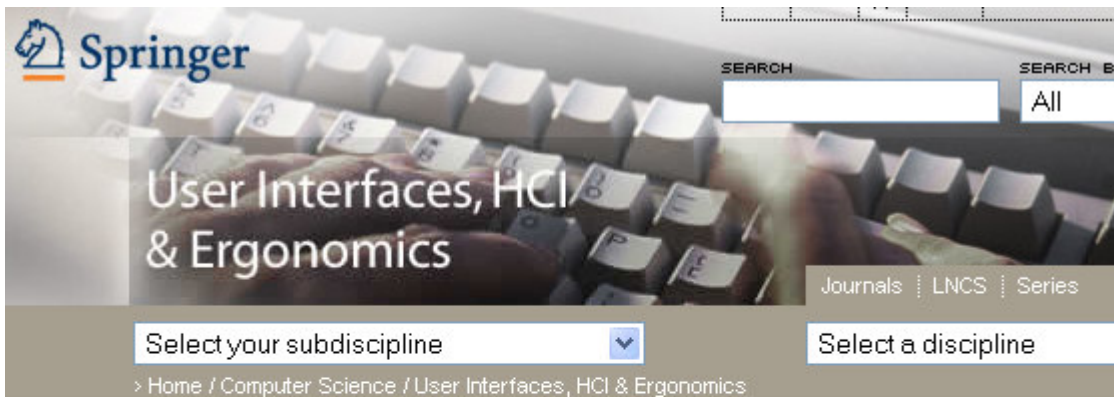 Springer
SEARCH
SEARCH B
All
User Interfaces, HCI
& Ergonomics
Journals
LNCS
Series
Select your subdiscipline
Select a discipline
> Home / Computer Science / User Interfaces, HCI & Ergonomics